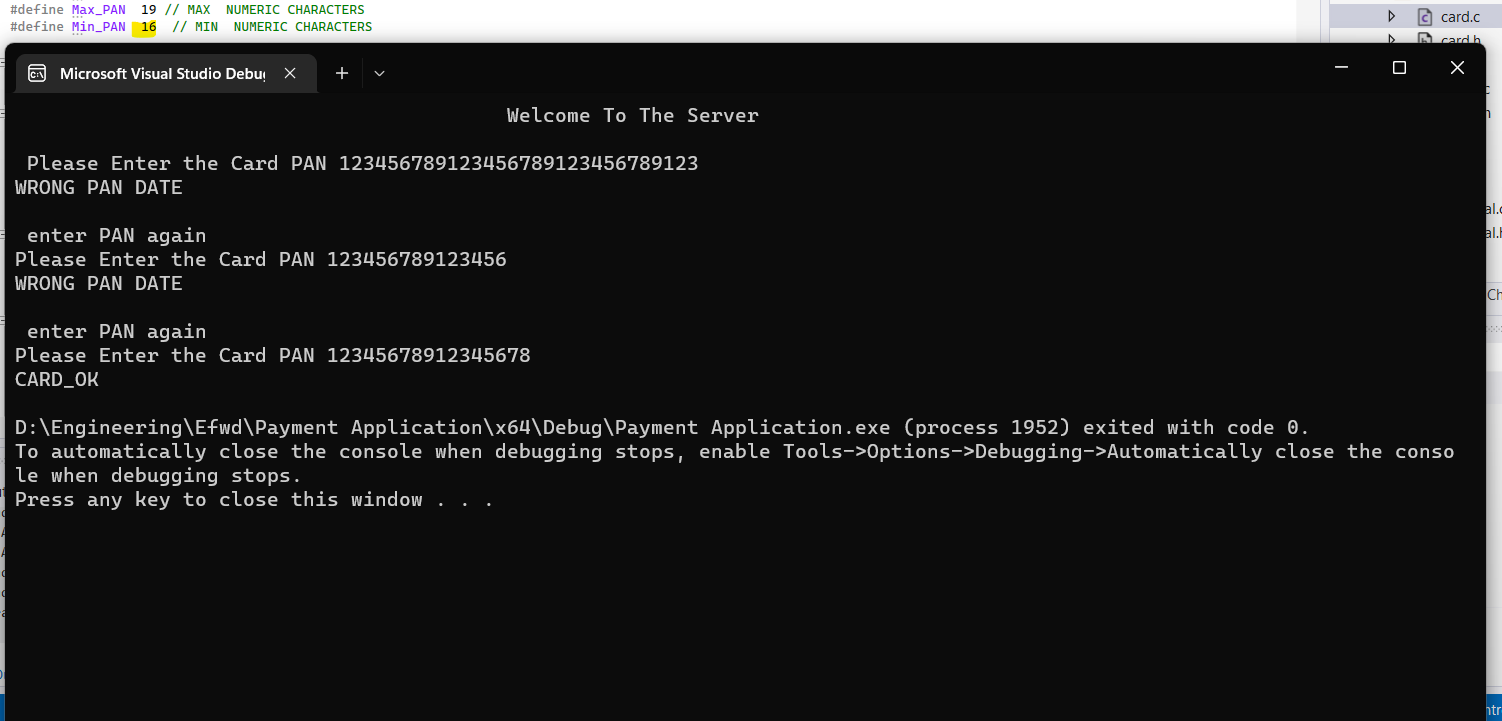 #define Max_PAN 19 // MAX NUMERIC CHARACTERS
#define Min_PAN 16 // MIN NUMERIC CHARACTERS
card.c
card.h
Microsoft Visual Studio Debu
Welcome To The Server
Please Enter the Card PAN 123456789123456789123456789123
WRONG PAN DATE
enter PAN again
Please Enter the Card PAN 123456789123456
WRONG PAN DATE
enter PAN again
Please Enter the Card PAN 12345678912345678
CARD_OK
D:\Engineering\Efwd\Payment Application\x64\Debug\Payment Application.exe (process 1952) exited with code 0.
To automatically close the console when debugging stops, enable Tools->Options->Debugging->Automatically close the conso
le when debugging stops.
Press any key to close this window . . .